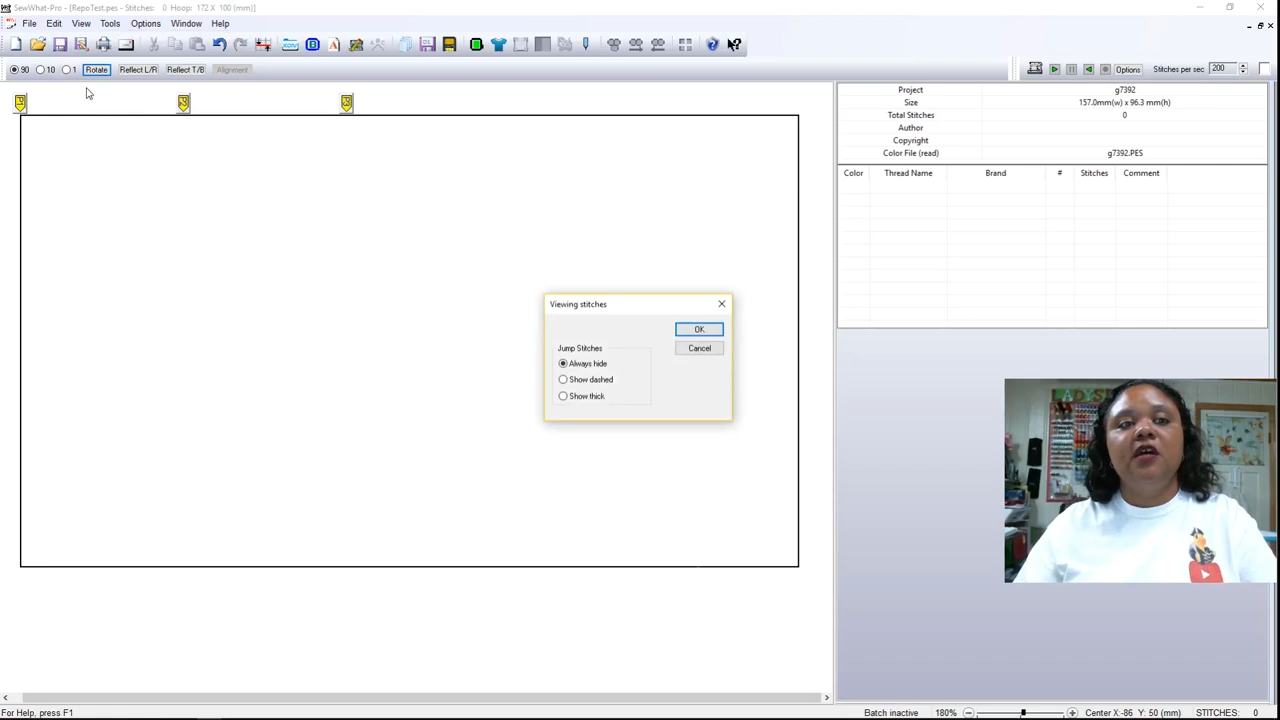 SewWhat-Pro - [RepoTest.pes - Stitches: 0 Hoop: 172 X 100 (mm)]
File Edit View Tools Options Window Help
90 10 1 Rotate Reflect L/R Reflect T/B Alignment Options Stitches per sec 200
Project g7392
Size 157.0mm(w) x 96.3 mm(h)
Total Stitches 0
Author
Copyright
Color File (read) g7392.PES
Color Thread Name Brand # Stitches Comment
Viewing stitches
OK
Jump Stitches
Cancel
Always hide
Show dashed
Show thick
LADYS
For Help, press F1 Batch inactive 180% Center X:-86 Y: 50 (mm) STITCHES: 0